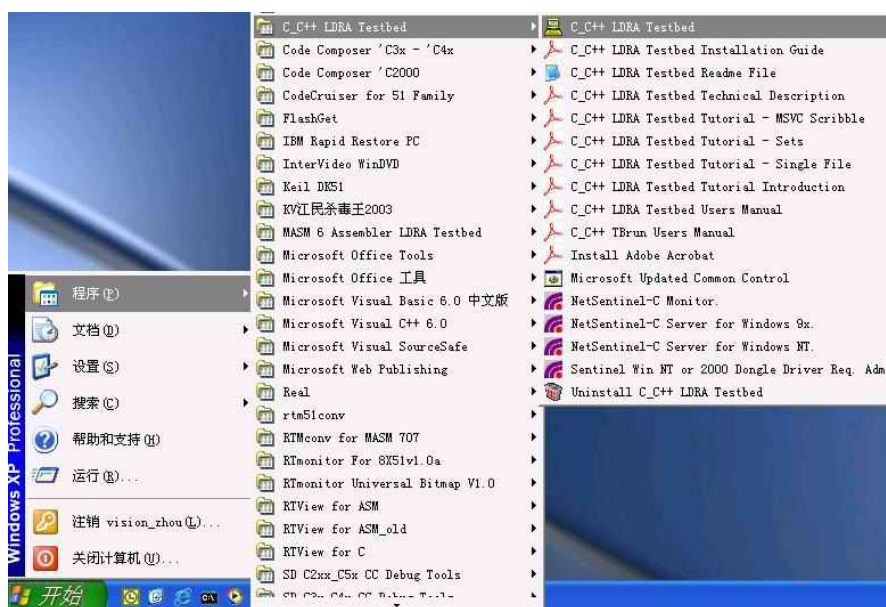 C_C++ LDRA Testbed
Code Composer 'C3x - 'C4x
Code Composer 'C2000
CodeCruiser for 51 Family
FlashGet
IBM Rapid Restore PC
InterVideo WinDVD
Keil DK51
KV江民杀毒王2003
MASM 6 Assembler LDRA Testbed
Microsoft Office Tools
Microsoft Office 工具
Microsoft Visual Basic 6.0 中文版
Microsoft Visual C++ 6.0
Microsoft Visual SourceSafe
Microsoft Web Publishing
Real
rtm51conv
RTMconv for MASM 707
RTmonitor For 8X51v1.0a
RTmonitor Universal Bitmap V1.0
RTView for ASM
RTView for ASM_old
RTView for C
SD C2xx_C5x CC Debug Tools
SD C3x C4x CC Debug Tools
C_C++ LDRA Testbed
C_C++ LDRA Testbed Installation Guide
C_C++ LDRA Testbed Readme File
C_C++ LDRA Testbed Technical Description
C_C++ LDRA Testbed Tutorial - MSVC Scribble
C_C++ LDRA Testbed Tutorial - Sets
C_C++ LDRA Testbed Tutorial - Single File
C_C++ LDRA Testbed Tutorial Introduction
C_C++ LDRA Testbed Users Manual
C_C++ TBrun Users Manual
Install Adobe Acrobat
Microsoft Updated Common Control
NetSentinel-C Monitor.
NetSentinel-C Server for Windows 9x.
NetSentinel-C Server for Windows NT.
Sentinel Win NT or 2000 Dongle Driver Req. Adm
Uninstall C_C++ LDRA Testbed
Windows XP Professional
程序(P)
文档(D)
设置(S)
搜索(C)
帮助和支持(H)
运行(R)...
注销 vision_zhou(L)...
关闭计算机(U)...
开始